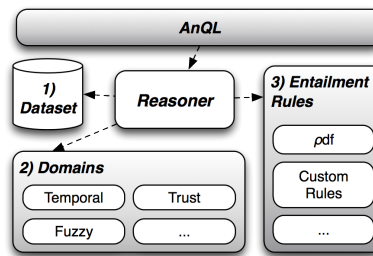 AnQL
1)
Dataset
Reasoner
3) Entailment
Rules
ρdf
Custom
Rules
...
2) Domains
Temporal
Trust
Fuzzy
...